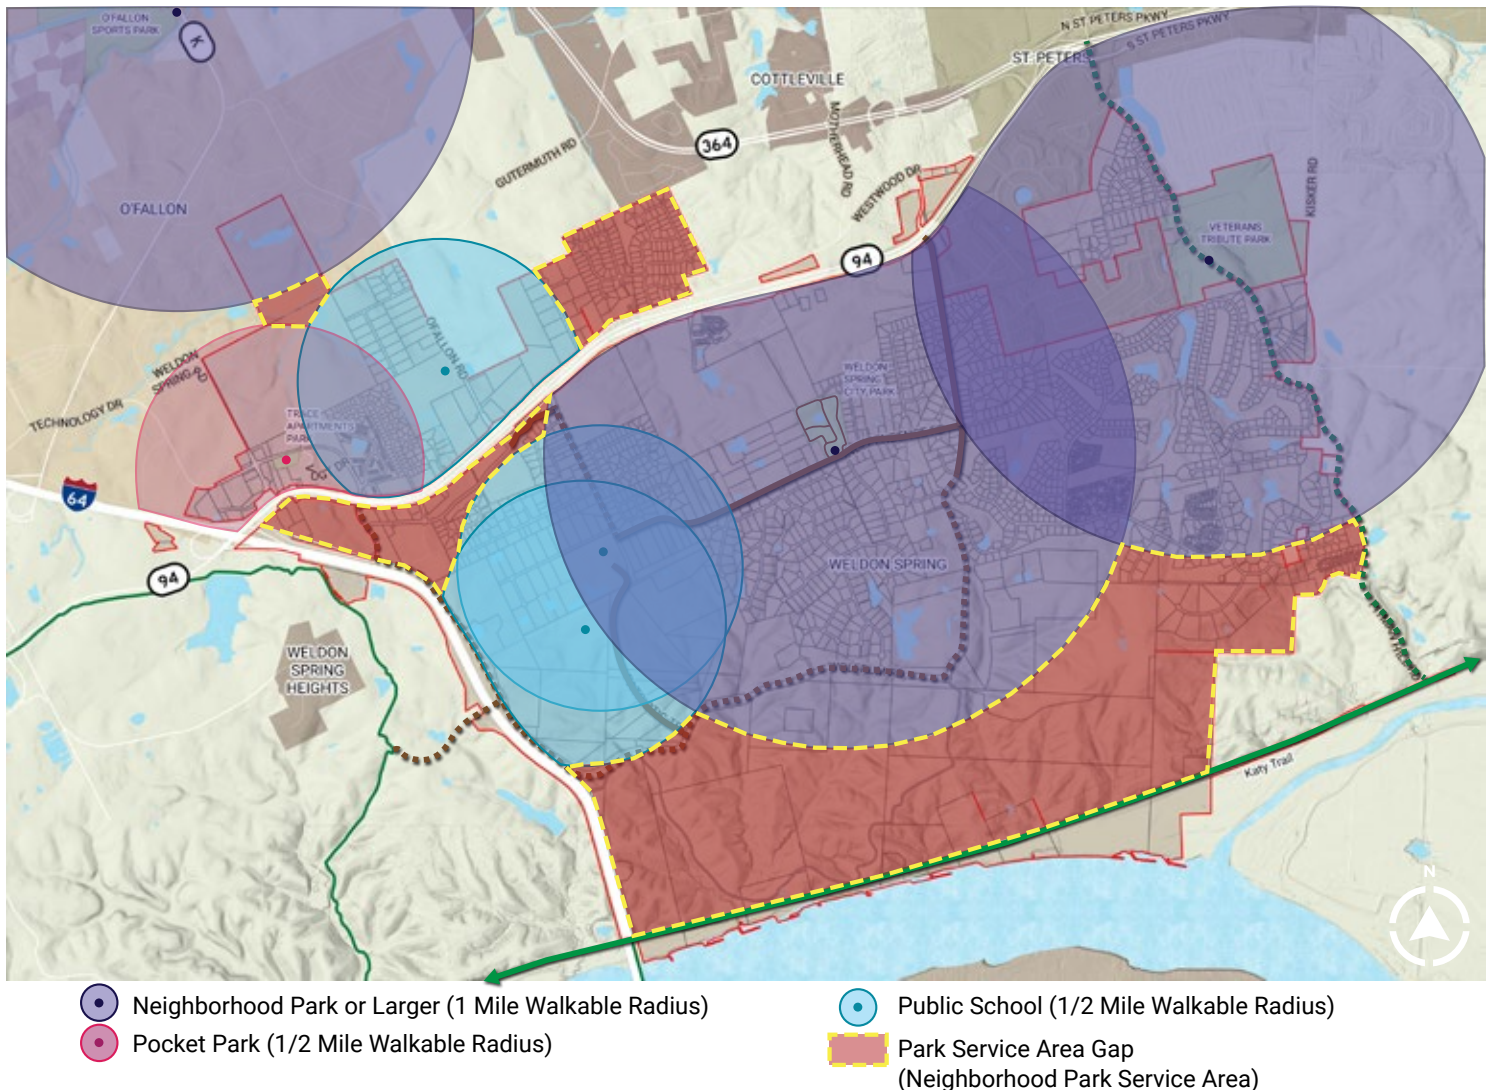 O'FALLON
SPORTS PARK
K
N ST PETERS PKWY
S ST PETERS PKWY
ST PETERS
COTTLEVILLE
MOTHERHEAD RD
364
GUTERMUTH RD
WESTWOOD DR
KISKER RD
O'FALLON
VETERANS
TRIBUTE PARK
94
O'FALLON RD
WELDON
SPRING RD
WELDON
SPRING
CITY PARK
TECHNOLOGY DR
TRACE
APARTMENTS
PARK
64
WELDON SPRING
94
WELDON
SPRING
HEIGHTS
Katy Trail
N
Neighborhood Park or Larger (1 Mile Walkable Radius)
Pocket Park (1/2 Mile Walkable Radius)
Public School (1/2 Mile Walkable Radius)
Park Service Area Gap
(Neighborhood Park Service Area)